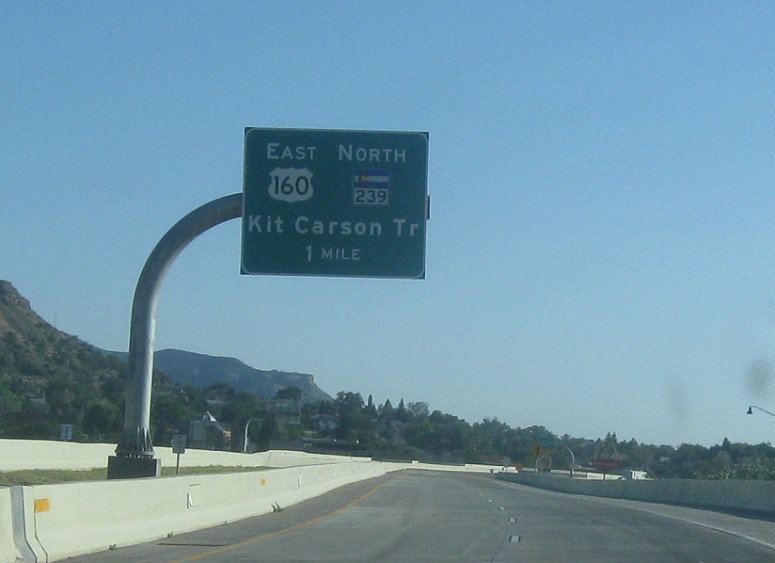 EAST NORTH
160 239
Kit Carson Tr
1 MILE